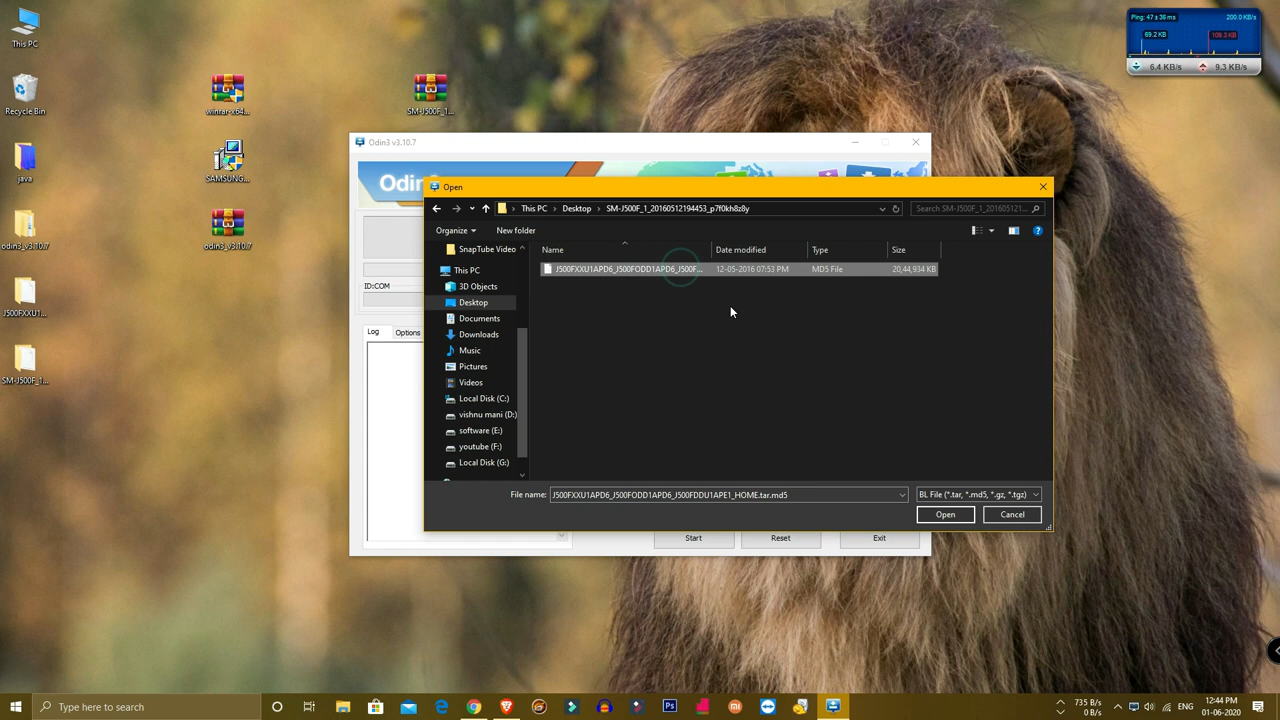 This PC
Recycle Bin
java
odin3_v3.10.7
J500FXXU1...
SM-J500F_1...
winrar-x64...
SAMSUNG...
odin3_v3.10.7
SM-J500F_1...
Ping: 47 ± 36 ms
200.0 KB/s
69.2 KB
109.3 KB
6.4 KB/s
9.3 KB/s
Odin3 v3.10.7
Odin
ID:COM
Log
Options
Start
Reset
Exit
Open
This PC > Desktop > SM-J500F_1_20160512194453_p7f0kh8z8y
Search SM-J500F_1_201605121...
Organize
New folder
SnapTube Video
This PC
3D Objects
Desktop
Documents
Downloads
Music
Pictures
Videos
Local Disk (C:)
vishnu mani (D:)
software (E:)
youtube (F:)
Local Disk (G:)
Name Date modified Type Size
J500FXXU1APD6_J500FODD1APD6_J500F... 12-05-2016 07:53 PM MD5 File 20,44,934 KB
File name: J500FXXU1APD6_J500FODD1APD6_J500FDDU1APE1_HOME.tar.md5
BL File (*.tar, *.md5, *.gz, *.tgz)
Open
Cancel
Type here to search
Ps
735 B/s
0 B/s
ENG
12:44 PM
01-06-2020